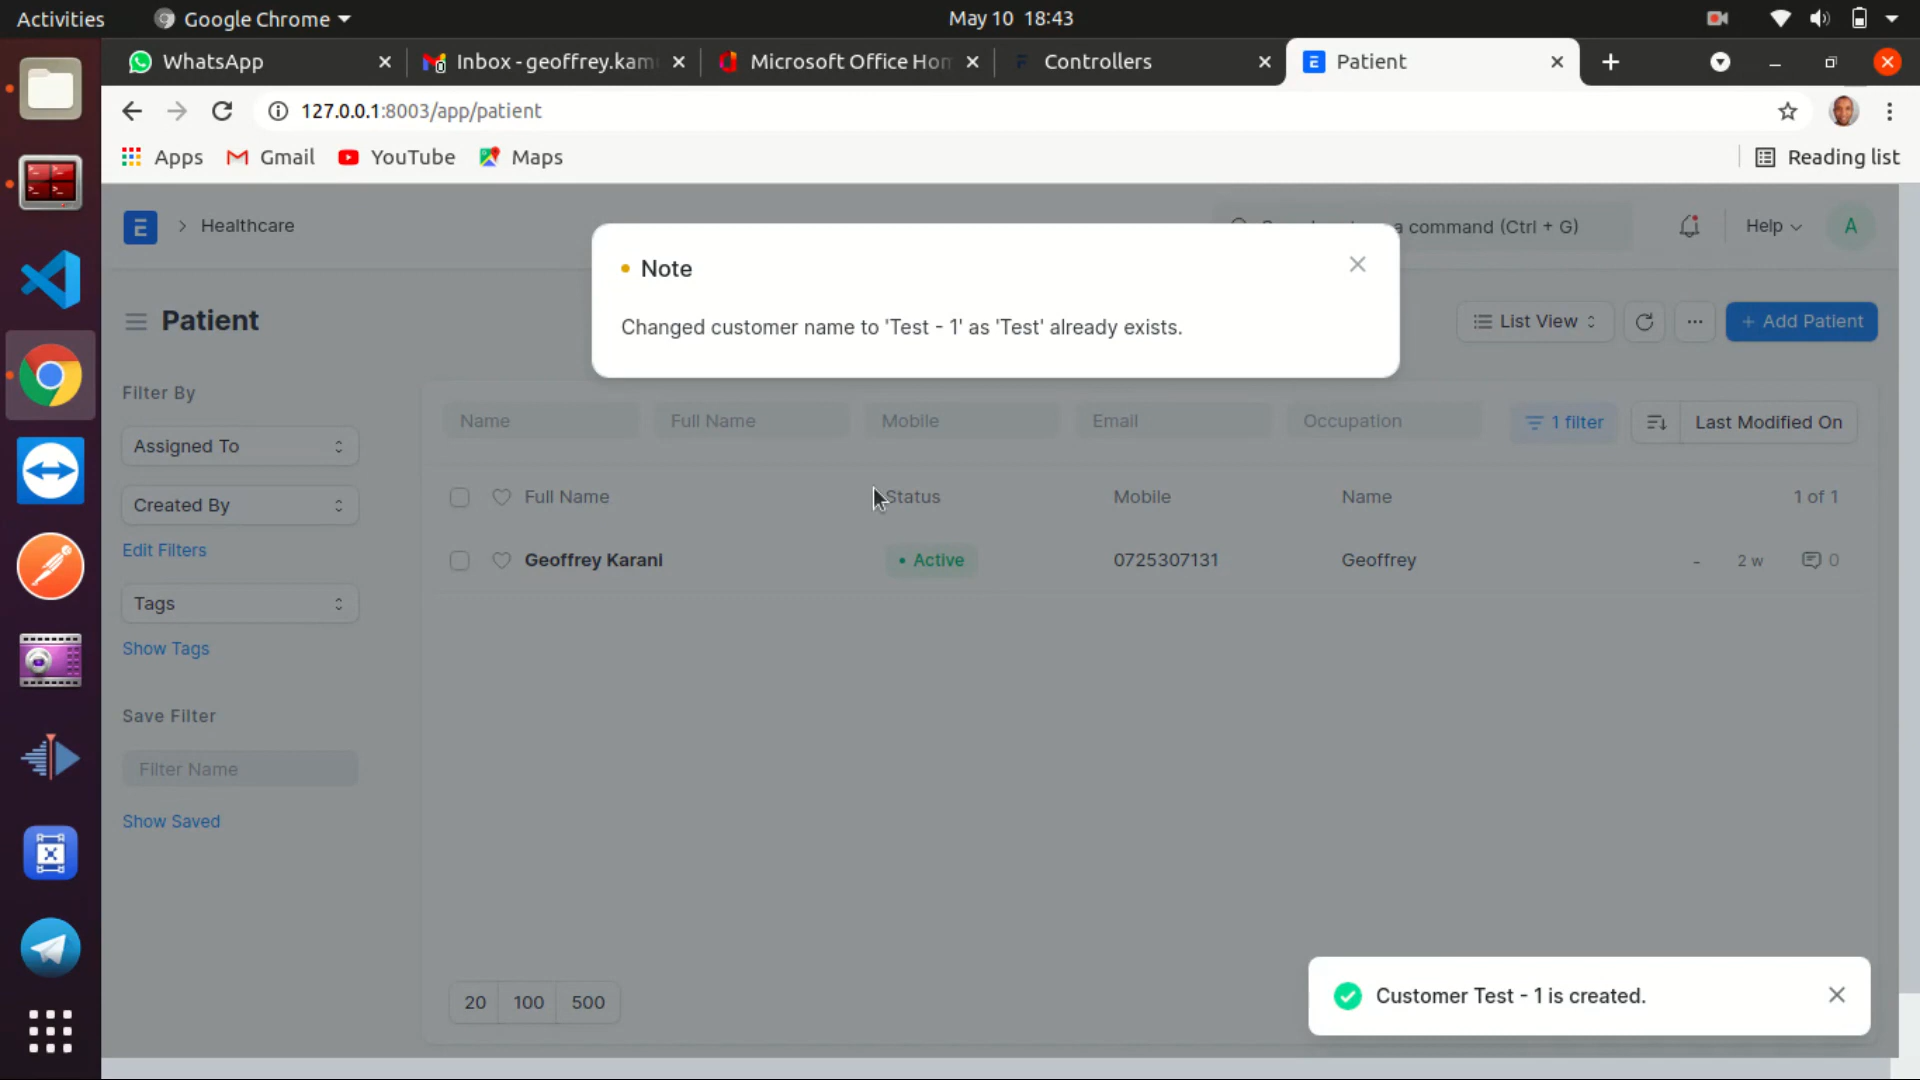 Activities
Google Chrome
May 10 18:43
WhatsApp
Inbox - geoffrey.kam
Microsoft Office Hom
Controllers
Patient
127.0.0.1:8003/app/patient
Apps
Gmail
YouTube
Maps
Reading list
Healthcare
a command (Ctrl + G)
Help
A
Note
Changed customer name to 'Test - 1' as 'Test' already exists.
Patient
List View
+ Add Patient
Filter By
Assigned To
Created By
Edit Filters
Tags
Show Tags
Save Filter
Filter Name
Show Saved
Name
Full Name
Mobile
Email
Occupation
1 filter
Last Modified On
Full Name
Status
Mobile
Name
1 of 1
Geoffrey Karani
Active
0725307131
Geoffrey
-
2 w
0
20
100
500
Customer Test - 1 is created.